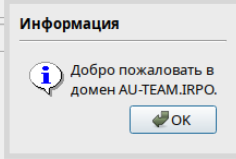 Информация
Добро пожаловать в
домен AU-TEAM.IRPO.
OK